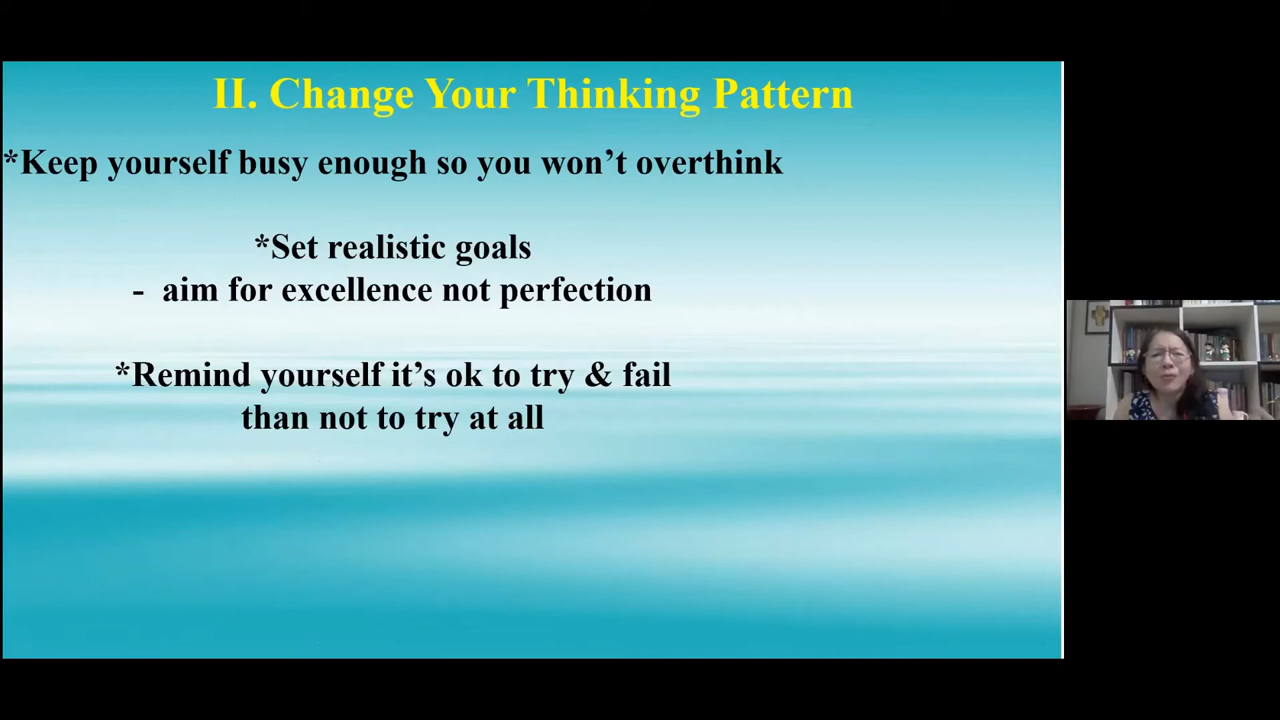 II. Change Your Thinking Pattern
*Keep yourself busy enough so you won’t overthink
*Set realistic goals
- aim for excellence not perfection
*Remind yourself it’s ok to try & fail
than not to try at all